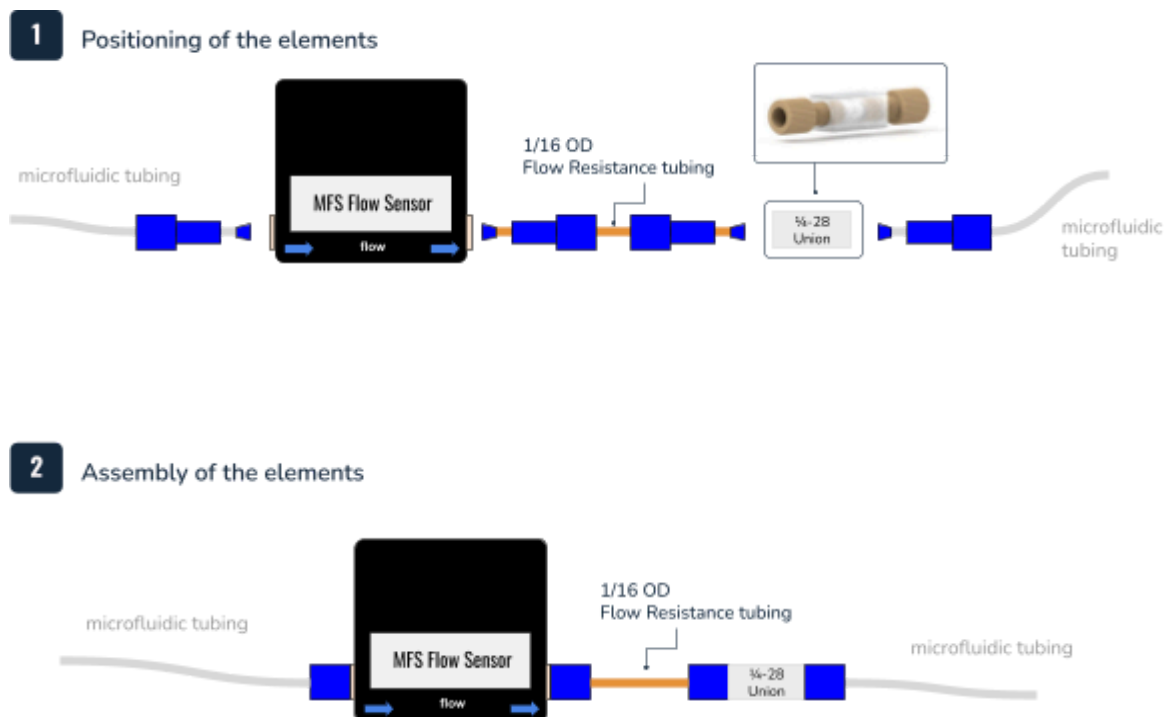 1
Positioning of the elements
1/16 OD
Flow Resistance tubing
microfluidic tubing
MFS Flow Sensor
flow
¼-28
Union
microfluidic
tubing
2
Assembly of the elements
1/16 OD
Flow Resistance tubing
microfluidic tubing
microfluidic tubing
MFS Flow Sensor
¼-28
Union
flow